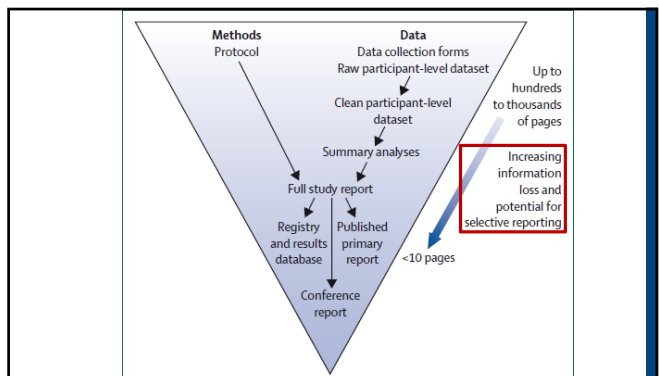 Methods
Protocol
Data
Data collection forms
Raw participant-level dataset
Clean participant-level
dataset
Summary analyses
Full study report
Registry
and results
database
Published
primary
report
Conference
report
Up to
hundreds
to thousands
of pages
Increasing
information
loss and
potential for
selective reporting
<10 pages